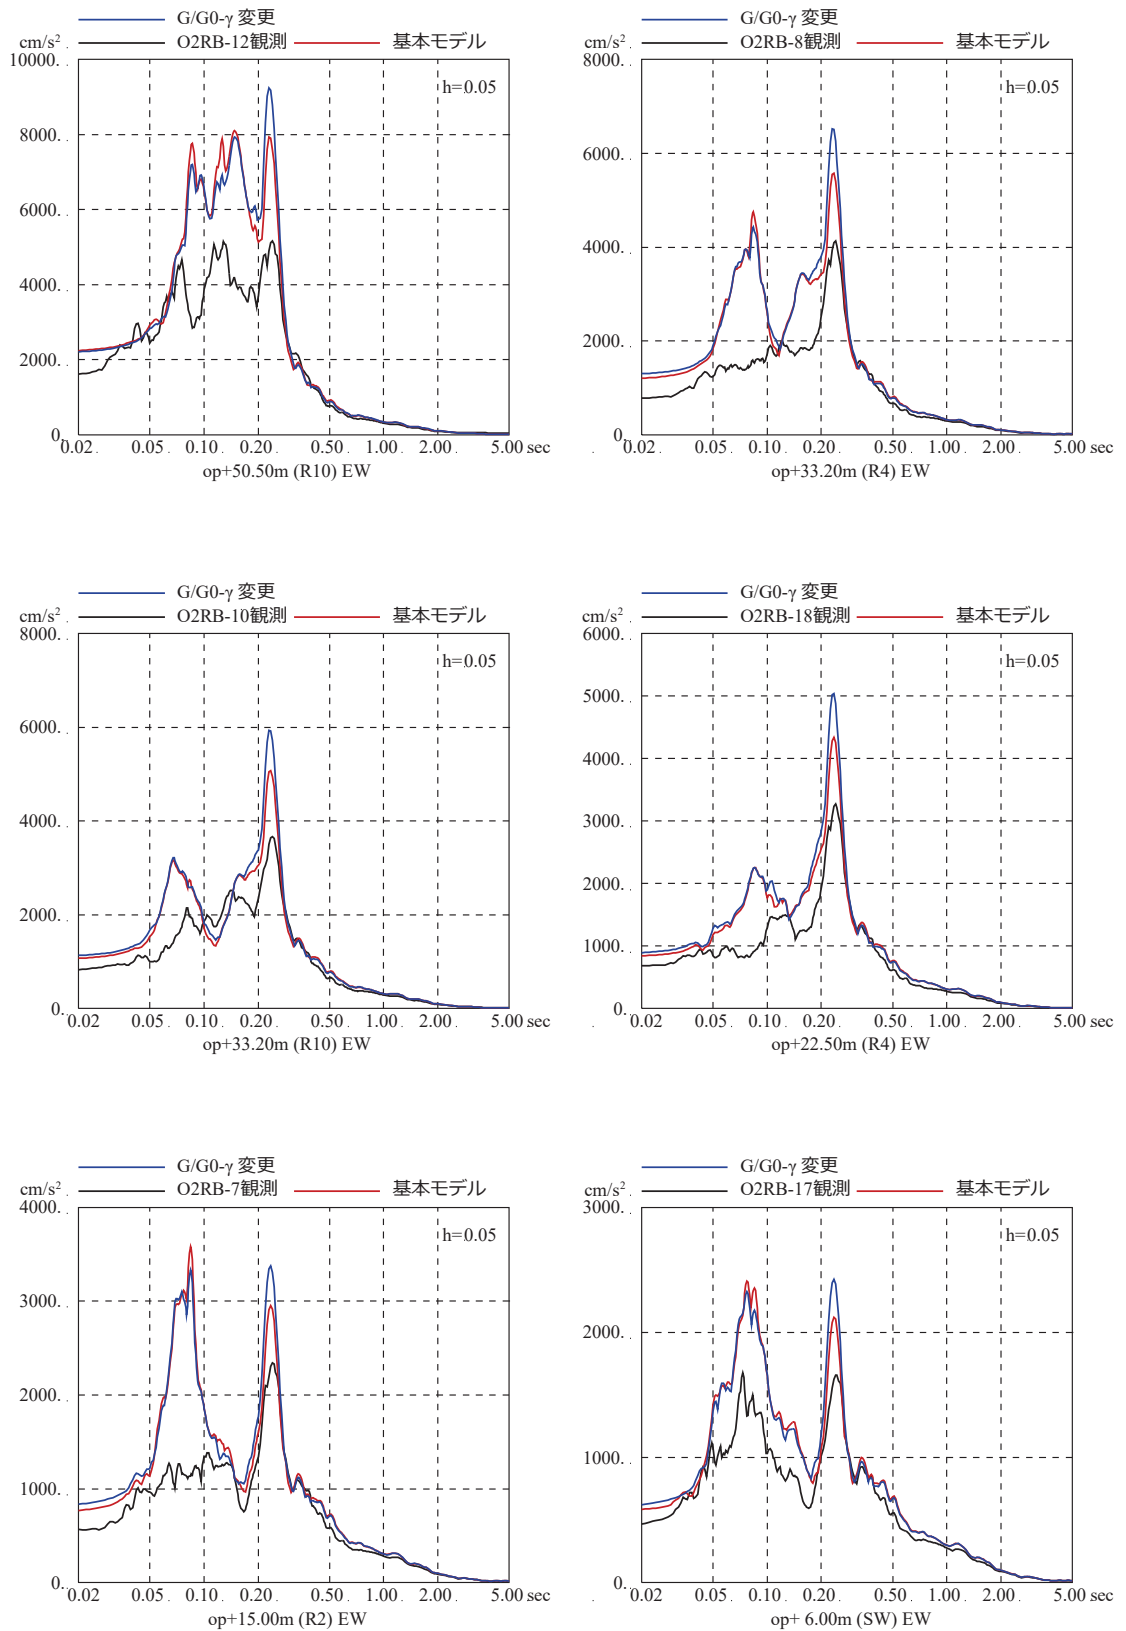 G/G0-γ 変更
cm/s2 O2RB-12観測 基本モデル
10000.
h=0.05
8000.
6000.
4000.
2000.
0.
0.02 0.05 0.10 0.20 0.50 1.00 2.00 5.00 sec
op+50.50m (R10) EW
G/G0-γ 変更
cm/s2 O2RB-8観測 基本モデル
8000.
h=0.05
6000.
4000.
2000.
0.
0.02 0.05 0.10 0.20 0.50 1.00 2.00 5.00 sec
op+33.20m (R4) EW
G/G0-γ 変更
cm/s2 O2RB-10観測 基本モデル
8000.
h=0.05
6000.
4000.
2000.
0.
0.02 0.05 0.10 0.20 0.50 1.00 2.00 5.00 sec
op+33.20m (R10) EW
G/G0-γ 変更
cm/s2 O2RB-18観測 基本モデル
6000.
h=0.05
5000.
4000.
3000.
2000.
1000.
0.
0.02 0.05 0.10 0.20 0.50 1.00 2.00 5.00 sec
op+22.50m (R4) EW
G/G0-γ 変更
cm/s2 O2RB-7観測 基本モデル
4000.
h=0.05
3000.
2000.
1000.
0.
0.02 0.05 0.10 0.20 0.50 1.00 2.00 5.00 sec
op+15.00m (R2) EW
G/G0-γ 変更
cm/s2 O2RB-17観測 基本モデル
3000.
h=0.05
2000.
1000.
0.
0.02 0.05 0.10 0.20 0.50 1.00 2.00 5.00 sec
op+ 6.00m (SW) EW